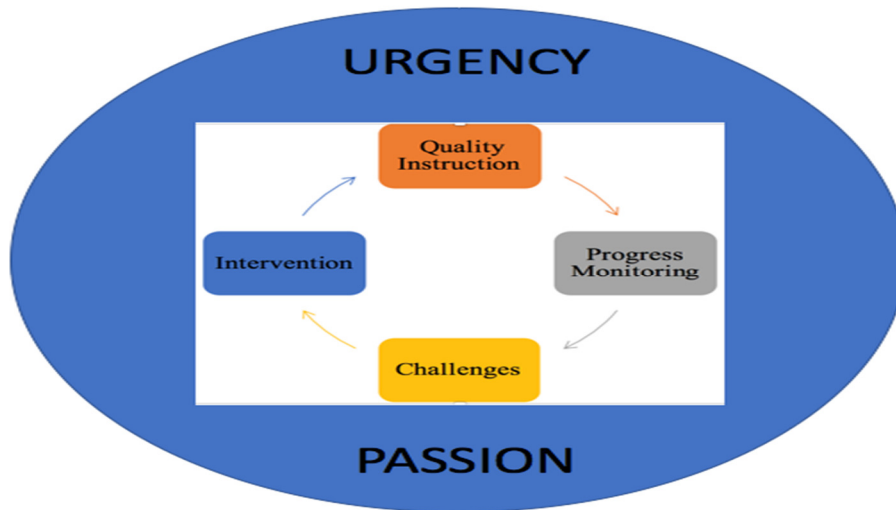 URGENCY
Quality
Instruction
Intervention
Progress
Monitoring
Challenges
PASSION